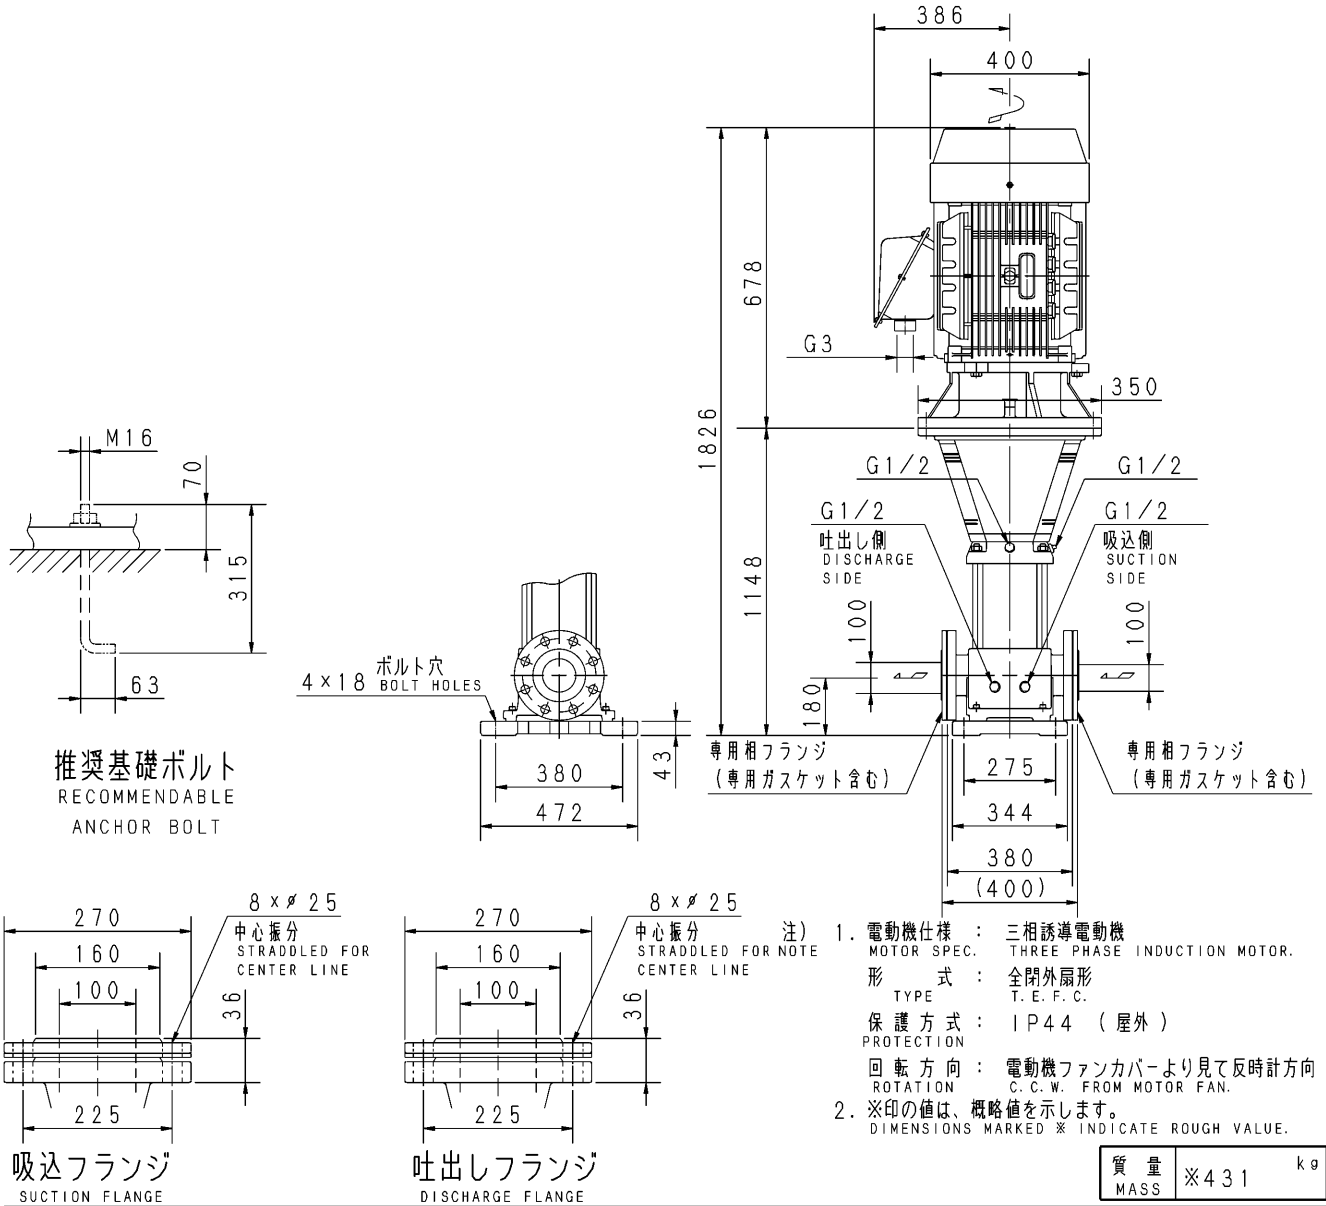 386
400
678
1826
G3
350
M16
70
315
63
G1/2
G1/2
G1/2
吐出し側
DISCHARGE
SIDE
G1/2
吸込側
SUCTION
SIDE
1148
100
100
180
推奨基礎ボルト
RECOMMENDABLE
ANCHOR BOLT
4×18 ボルト穴
BOLT HOLES
43
380
472
専用相フランジ
(専用ガスケット含む)
専用相フランジ
(専用ガスケット含む)
275
344
380
(400)
270
160
100
36
8×ø25
中心振分
STRADDLED FOR
CENTER LINE
225
吸込フランジ
SUCTION FLANGE
270
160
100
36
8×ø25
中心振分
STRADDLED FOR
CENTER LINE
225
吐出しフランジ
DISCHARGE FLANGE
注) 1. 電動機仕様 : 三相誘導電動機
NOTE MOTOR SPEC. THREE PHASE INDUCTION MOTOR.
形 式 : 全閉外扇形
TYPE T.E.F.C.
保護方式 : IP44 (屋外)
PROTECTION
回転方向 : 電動機ファンカバーより見て反時計方向
ROTATION C.C.W. FROM MOTOR FAN.
2. ※印の値は、概略値を示します。
DIMENSIONS MARKED ※ INDICATE ROUGH VALUE.
質量 ※431 kg
MASS